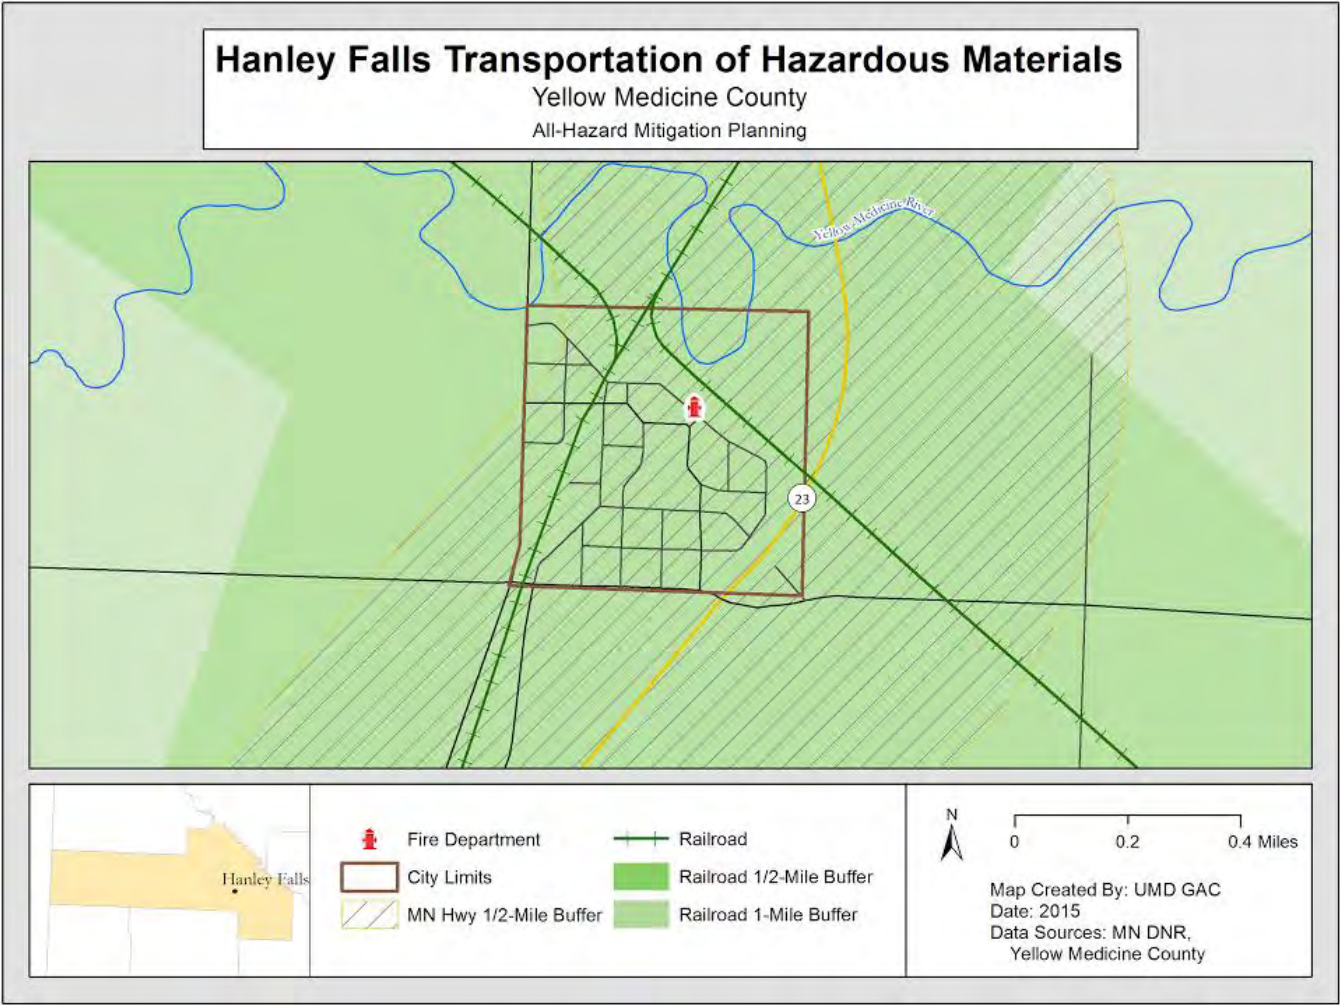 Hanley Falls Transportation of Hazardous Materials
Yellow Medicine County
All-Hazard Mitigation Planning
Yellow Medicine River
23
Hanley Falls
Fire Department
City Limits
MN Hwy 1/2-Mile Buffer
Railroad
Railroad 1/2-Mile Buffer
Railroad 1-Mile Buffer
N
0 0.2 0.4 Miles
Map Created By: UMD GAC
Date: 2015
Data Sources: MN DNR,
Yellow Medicine County